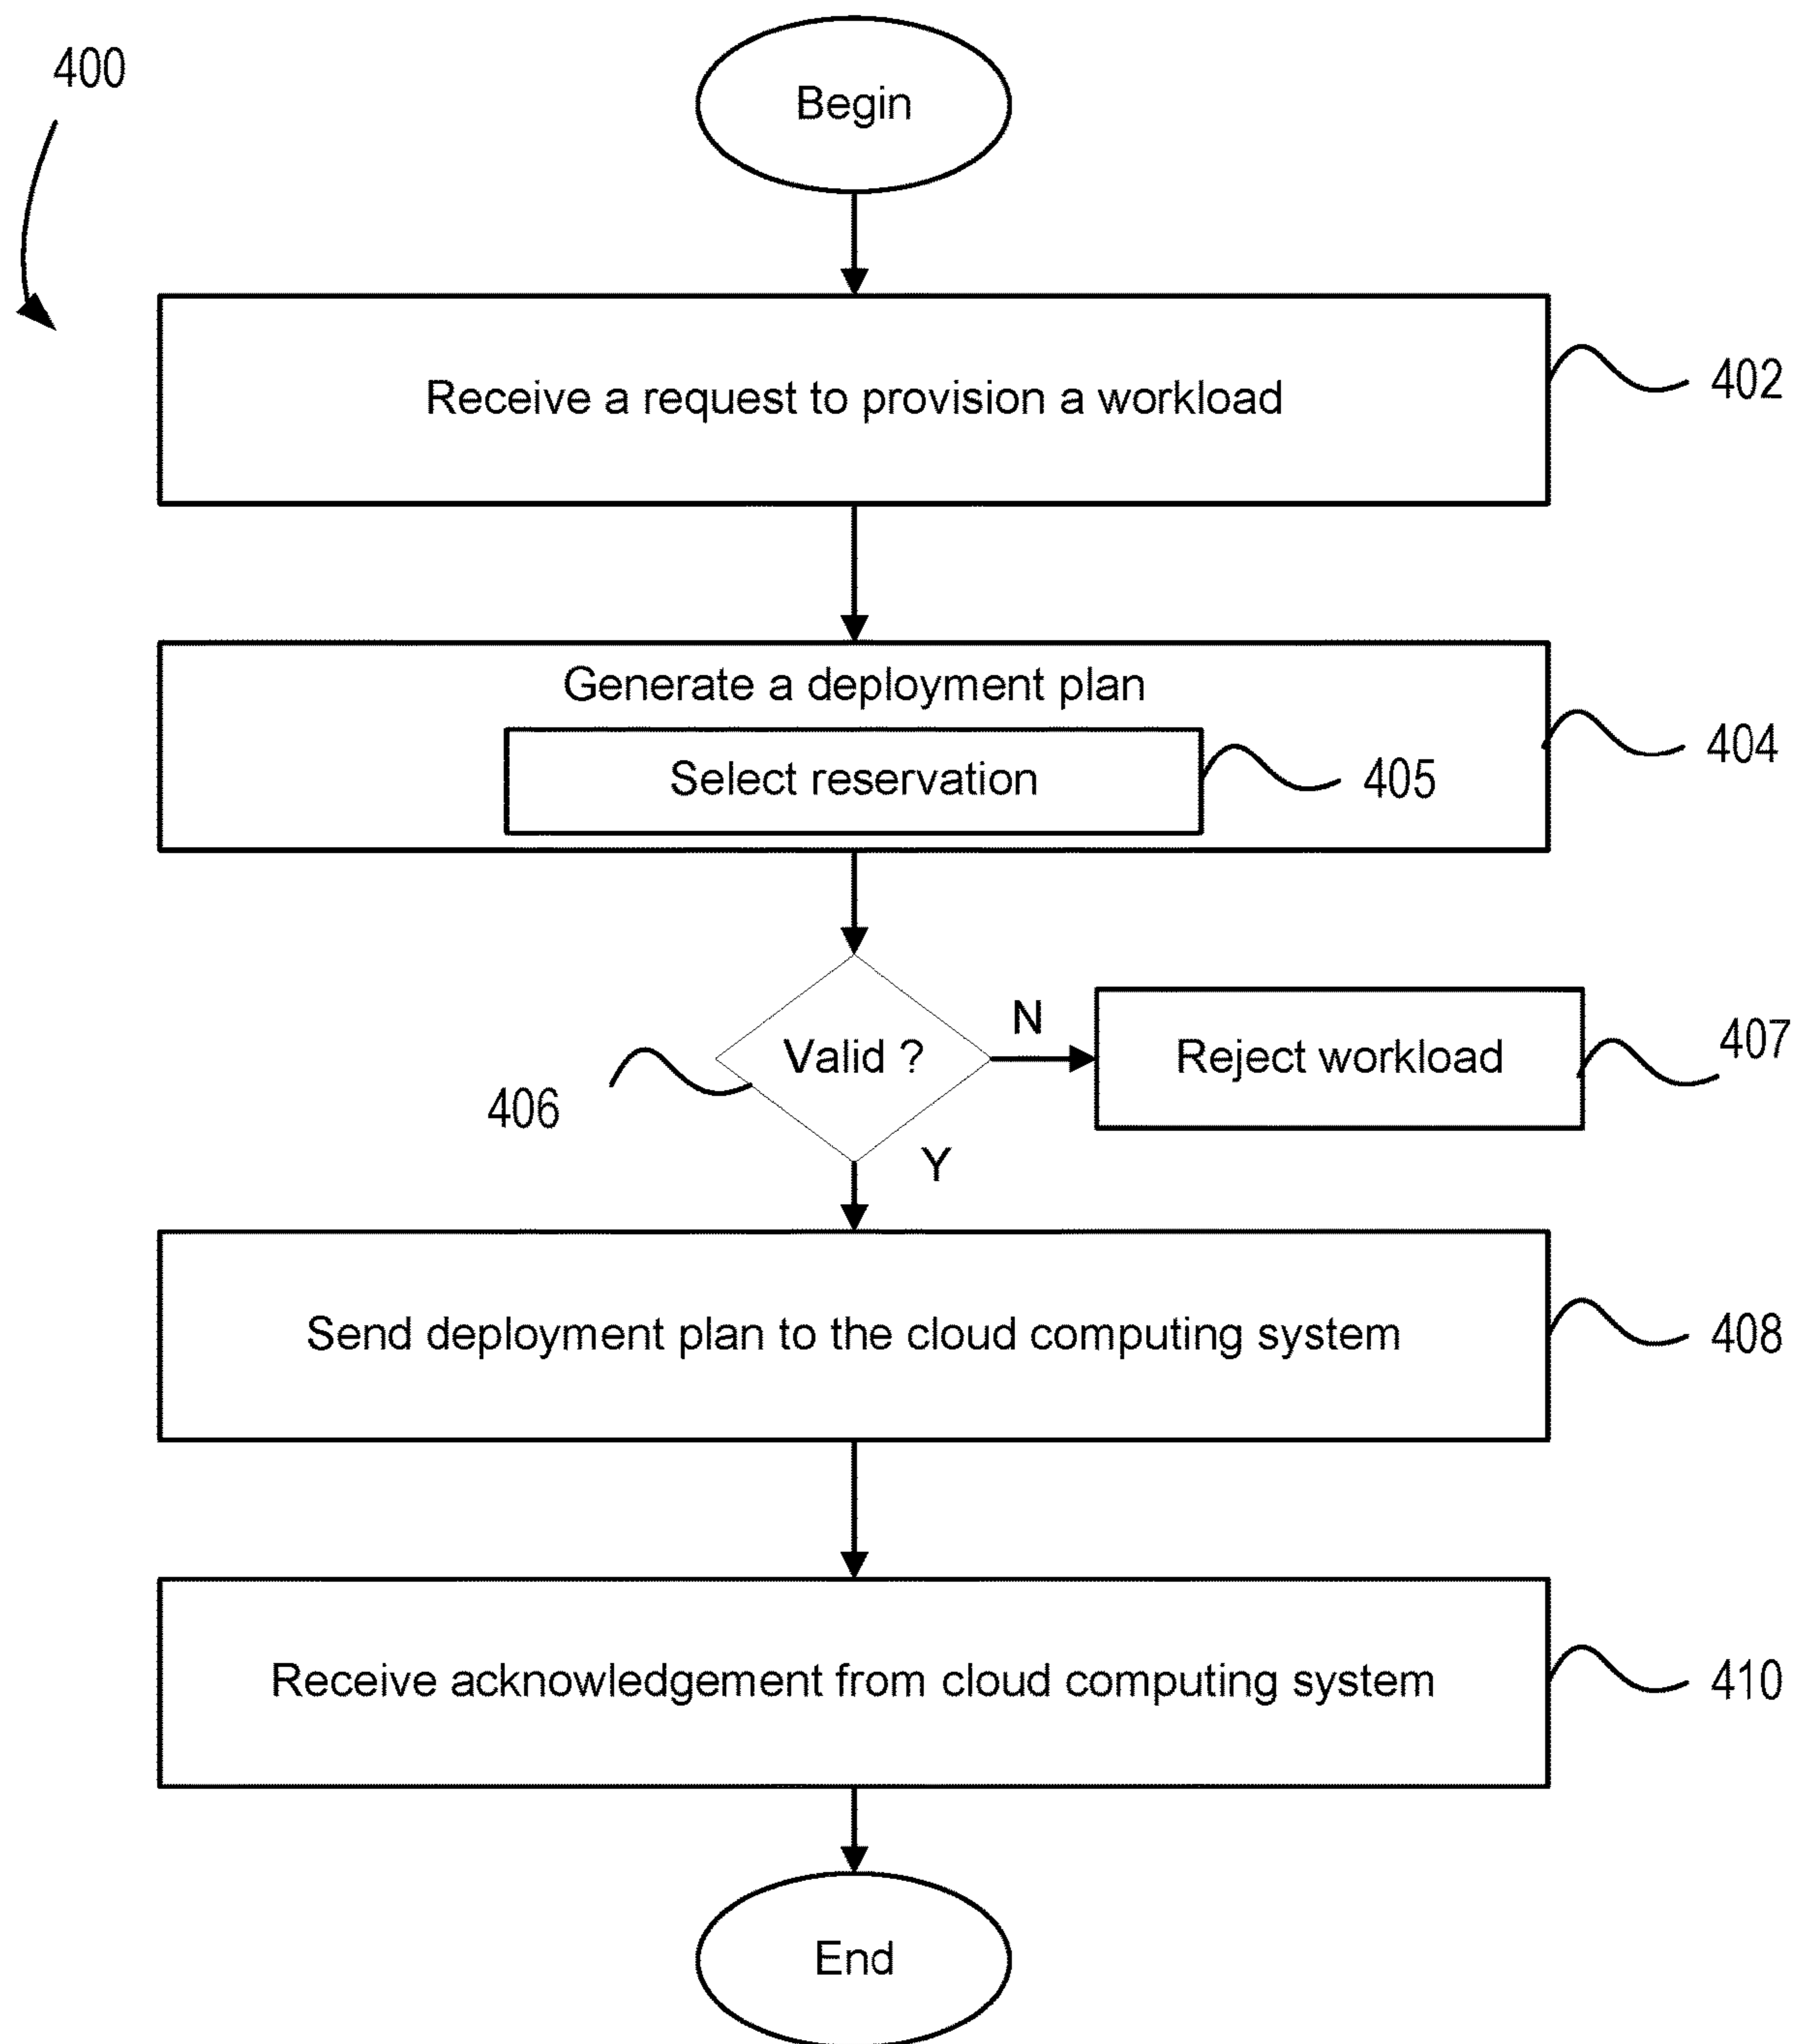 400
Begin
Receive a request to provision a workload
402
Generate a deployment plan
404
Select reservation
405
Valid ?
N
Reject workload
407
406
Y
Send deployment plan to the cloud computing system
408
Receive acknowledgement from cloud computing system
410
End